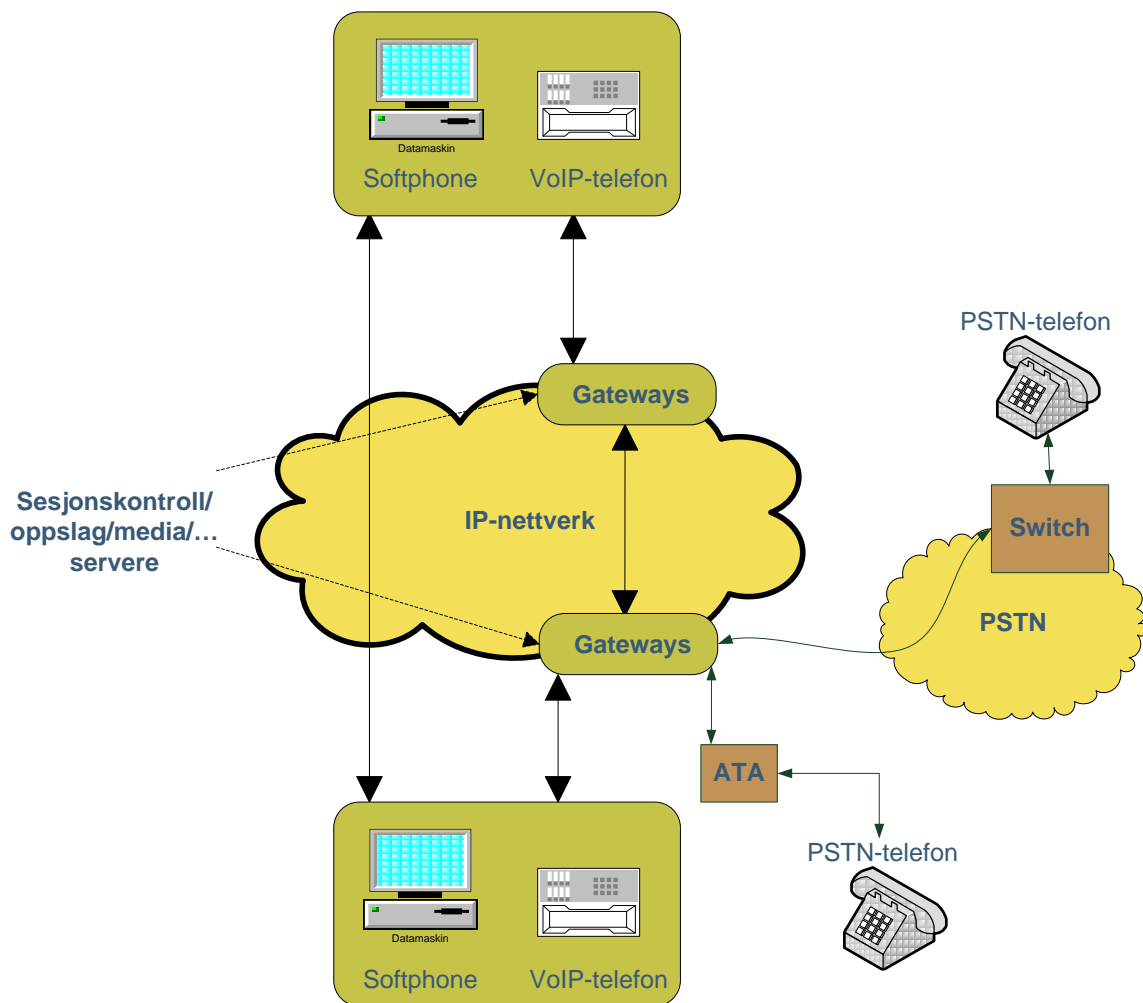 Datamaskin
Softphone
VoIP-telefon
PSTN-telefon
Gateways
Sesjonskontroll/
oppslag/media/…
servere
IP-nettverk
Switch
PSTN
Gateways
ATA
PSTN-telefon
Datamaskin
Softphone
VoIP-telefon